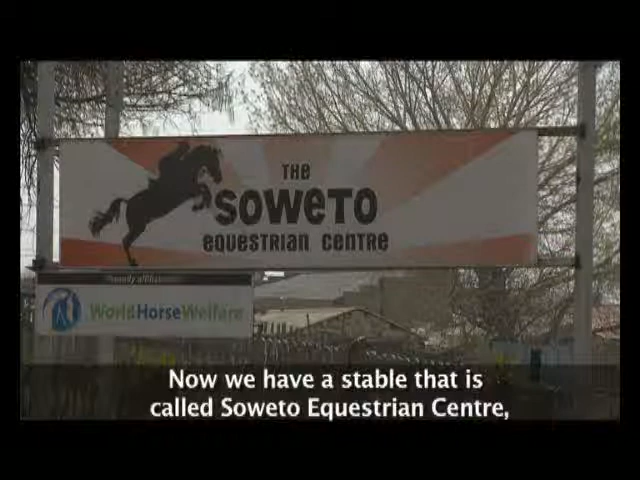 THE
SOWETO
EQUESTRIAN CENTRE
WorldHorseWelfare
Now we have a stable that is
called Soweto Equestrian Centre,